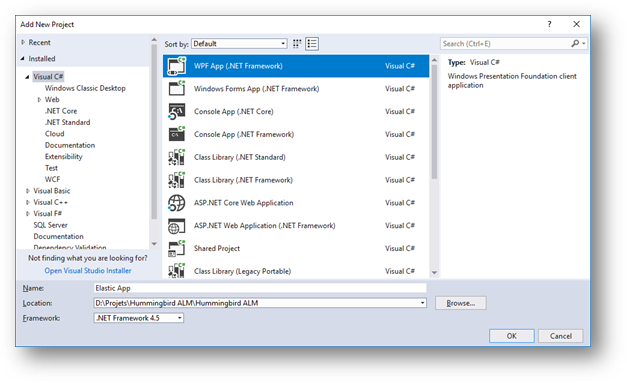 Add New Project
Recent
Installed
Visual C#
Windows Classic Desktop
Web
.NET Core
.NET Standard
Cloud
Documentation
Extensibility
Test
WCF
Visual Basic
Visual C++
Visual F#
SQL Server
Documentation
Dependency Validation
Not finding what you are looking for?
Open Visual Studio Installer
Sort by: Default
WPF App (.NET Framework) Visual C#
Windows Forms App (.NET Framework) Visual C#
Console App (.NET Core) Visual C#
Console App (.NET Framework) Visual C#
Class Library (.NET Standard) Visual C#
Class Library (.NET Framework) Visual C#
ASP.NET Core Web Application Visual C#
ASP.NET Web Application (.NET Framework) Visual C#
Shared Project Visual C#
Class Library (Legacy Portable) Visual C#
Search (Ctrl+E)
Type: Visual C#
Windows Presentation Foundation client
application
Name: Elastic App
Location: D:\Projets\Hummingbird ALM\Hummingbird ALM Browse...
Framework: .NET Framework 4.5
OK Cancel